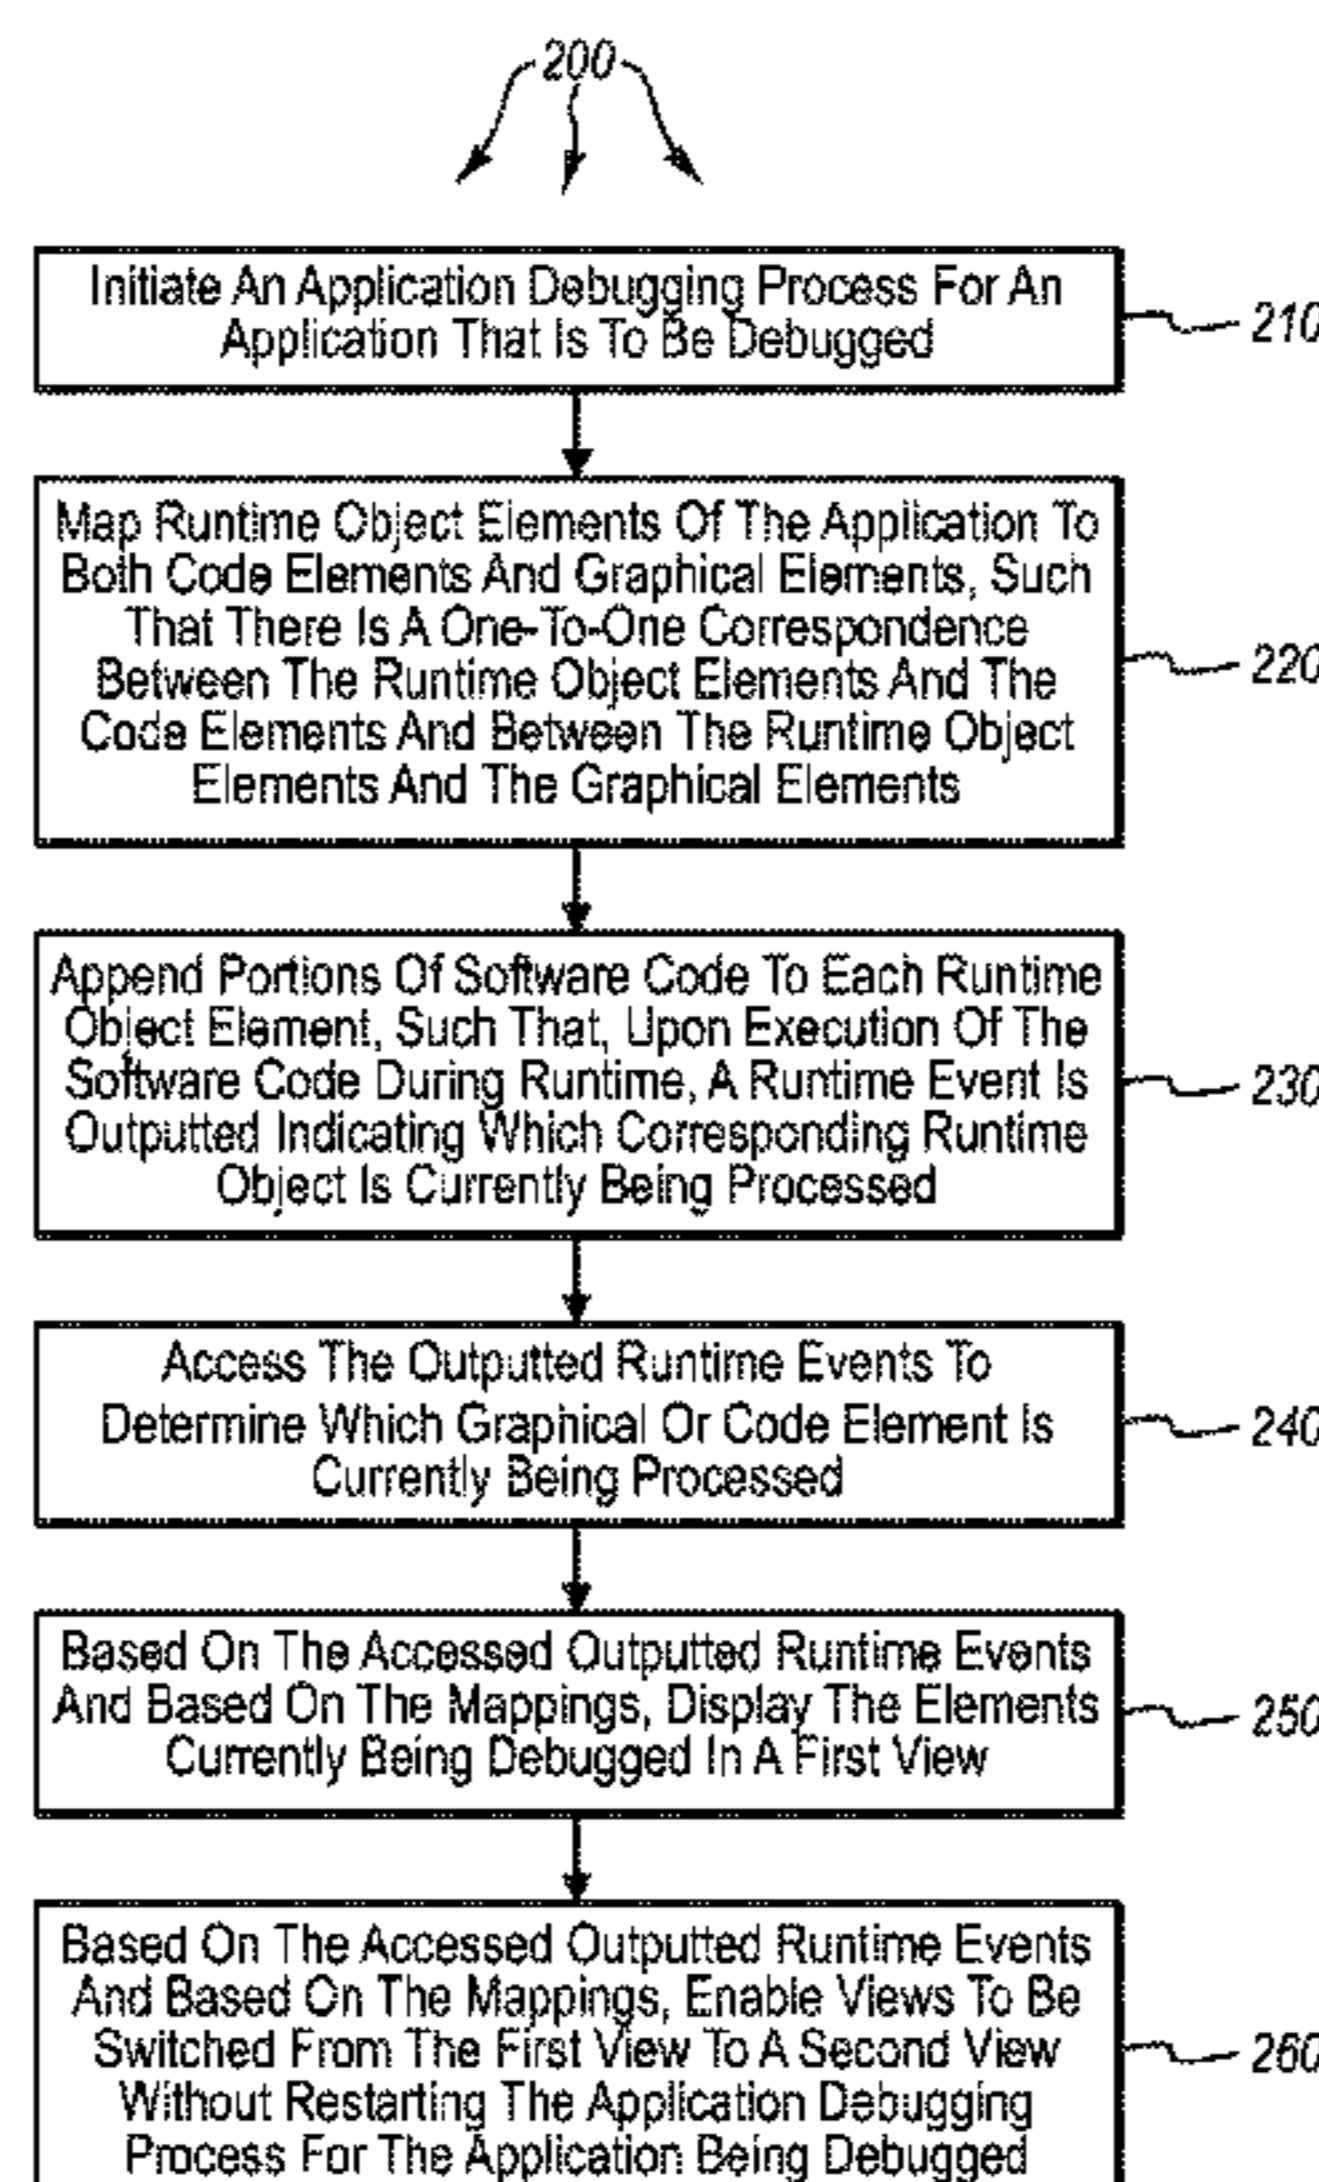 200
Initiate An Application Debugging Process For An
Application That Is To Be Debugged
210
Map Runtime Object Elements Of The Application To
Both Code Elements And Graphical Elements, Such
That There Is A One-To-One Correspondence
Between The Runtime Object Elements And The
Code Elements And Between The Runtime Object
Elements And The Graphical Elements
220
Append Portions Of Software Code To Each Runtime
Object Element, Such That, Upon Execution Of The
Software Code During Runtime, A Runtime Event Is
Outputted Indicating Which Corresponding Runtime
Object Is Currently Being Processed
230
Access The Outputted Runtime Events To
Determine Which Graphical Or Code Element Is
Currently Being Processed
240
Based On The Accessed Outputted Runtime Events
And Based On The Mappings, Display The Elements
Currently Being Debugged In A First View
250
Based On The Accessed Outputted Runtime Events
And Based On The Mappings, Enable Views To Be
Switched From The First View To A Second View
Without Restarting The Application Debugging
Process For The Application Being Debugged
260